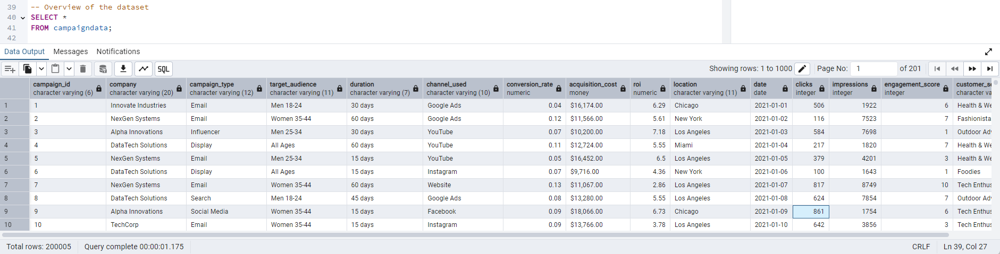 39 -- Overview of the dataset
40 SELECT *
41 FROM campaigndata;
42
Data Output Messages Notifications
SQL Showing rows: 1 to 1000 Page No: 1 of 201
campaign_id company campaign_type target_audience duration channel_used conversion_rate acquisition_cost roi location date clicks impressions engagement_score customer_s
character varying (6) character varying (20) character varying (12) character varying (11) character varying (7) character varying (10) numeric money numeric character varying (11) date integer integer integer character va
1 1 Innovate Industries Email Men 18-24 30 days Google Ads 0.04 $16,174.00 6.29 Chicago 2021-01-01 506 1922 6 Health & We
2 2 NexGen Systems Email Women 35-44 60 days Google Ads 0.12 $11,566.00 5.61 New York 2021-01-02 116 7523 7 Fashionista
3 3 Alpha Innovations Influencer Men 25-34 30 days YouTube 0.07 $10,200.00 7.18 Los Angeles 2021-01-03 584 7698 1 Outdoor Adv
4 4 DataTech Solutions Display All Ages 60 days YouTube 0.11 $12,724.00 5.55 Miami 2021-01-04 217 1820 7 Health & We
5 5 NexGen Systems Email Men 25-34 15 days YouTube 0.05 $16,452.00 6.5 Los Angeles 2021-01-05 379 4201 3 Health & We
6 6 DataTech Solutions Display All Ages 15 days Instagram 0.07 $9,716.00 4.36 New York 2021-01-06 100 1643 1 Foodies
7 7 NexGen Systems Email Women 35-44 60 days Website 0.13 $11,067.00 2.86 Los Angeles 2021-01-07 817 8749 10 Tech Enthus
8 8 DataTech Solutions Search Men 18-24 45 days Google Ads 0.08 $13,280.00 5.55 Los Angeles 2021-01-08 624 7854 7 Outdoor Adv
9 9 Alpha Innovations Social Media Women 35-44 15 days Facebook 0.09 $18,066.00 6.73 Chicago 2021-01-09 861 1754 6 Tech Enthus
10 10 TechCorp Email Women 35-44 15 days Instagram 0.09 $13,766.00 3.78 Los Angeles 2021-01-10 642 3856 3 Tech Enthus
Total rows: 200005 Query complete 00:00:01.175 CRLF Ln 39, Col 27